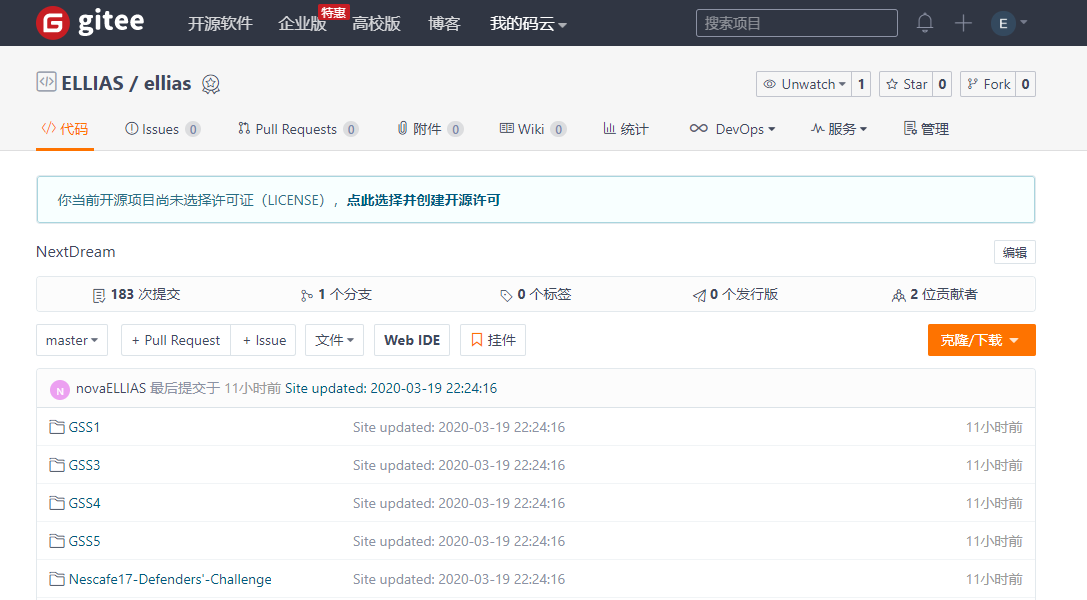 gitee 开源软件 企业版 特惠 高校版 博客 我的码云 搜索项目 E
ELLIAS / ellias Unwatch 1 Star 0 Fork 0
代码 Issues 0 Pull Requests 0 附件 0 Wiki 0 统计 DevOps 服务 管理
你当前开源项目尚未选择许可证（LICENSE），点此选择并创建开源许可
NextDream 编辑
183 次提交 1 个分支 0 个标签 0 个发行版 2 位贡献者
master + Pull Request + Issue 文件 Web IDE 挂件 克隆/下载
N novaELLIAS 最后提交于 11小时前 Site updated: 2020-03-19 22:24:16
GSS1 Site updated: 2020-03-19 22:24:16 11小时前
GSS3 Site updated: 2020-03-19 22:24:16 11小时前
GSS4 Site updated: 2020-03-19 22:24:16 11小时前
GSS5 Site updated: 2020-03-19 22:24:16 11小时前
Nescafe17-Defenders'-Challenge Site updated: 2020-03-19 22:24:16 11小时前